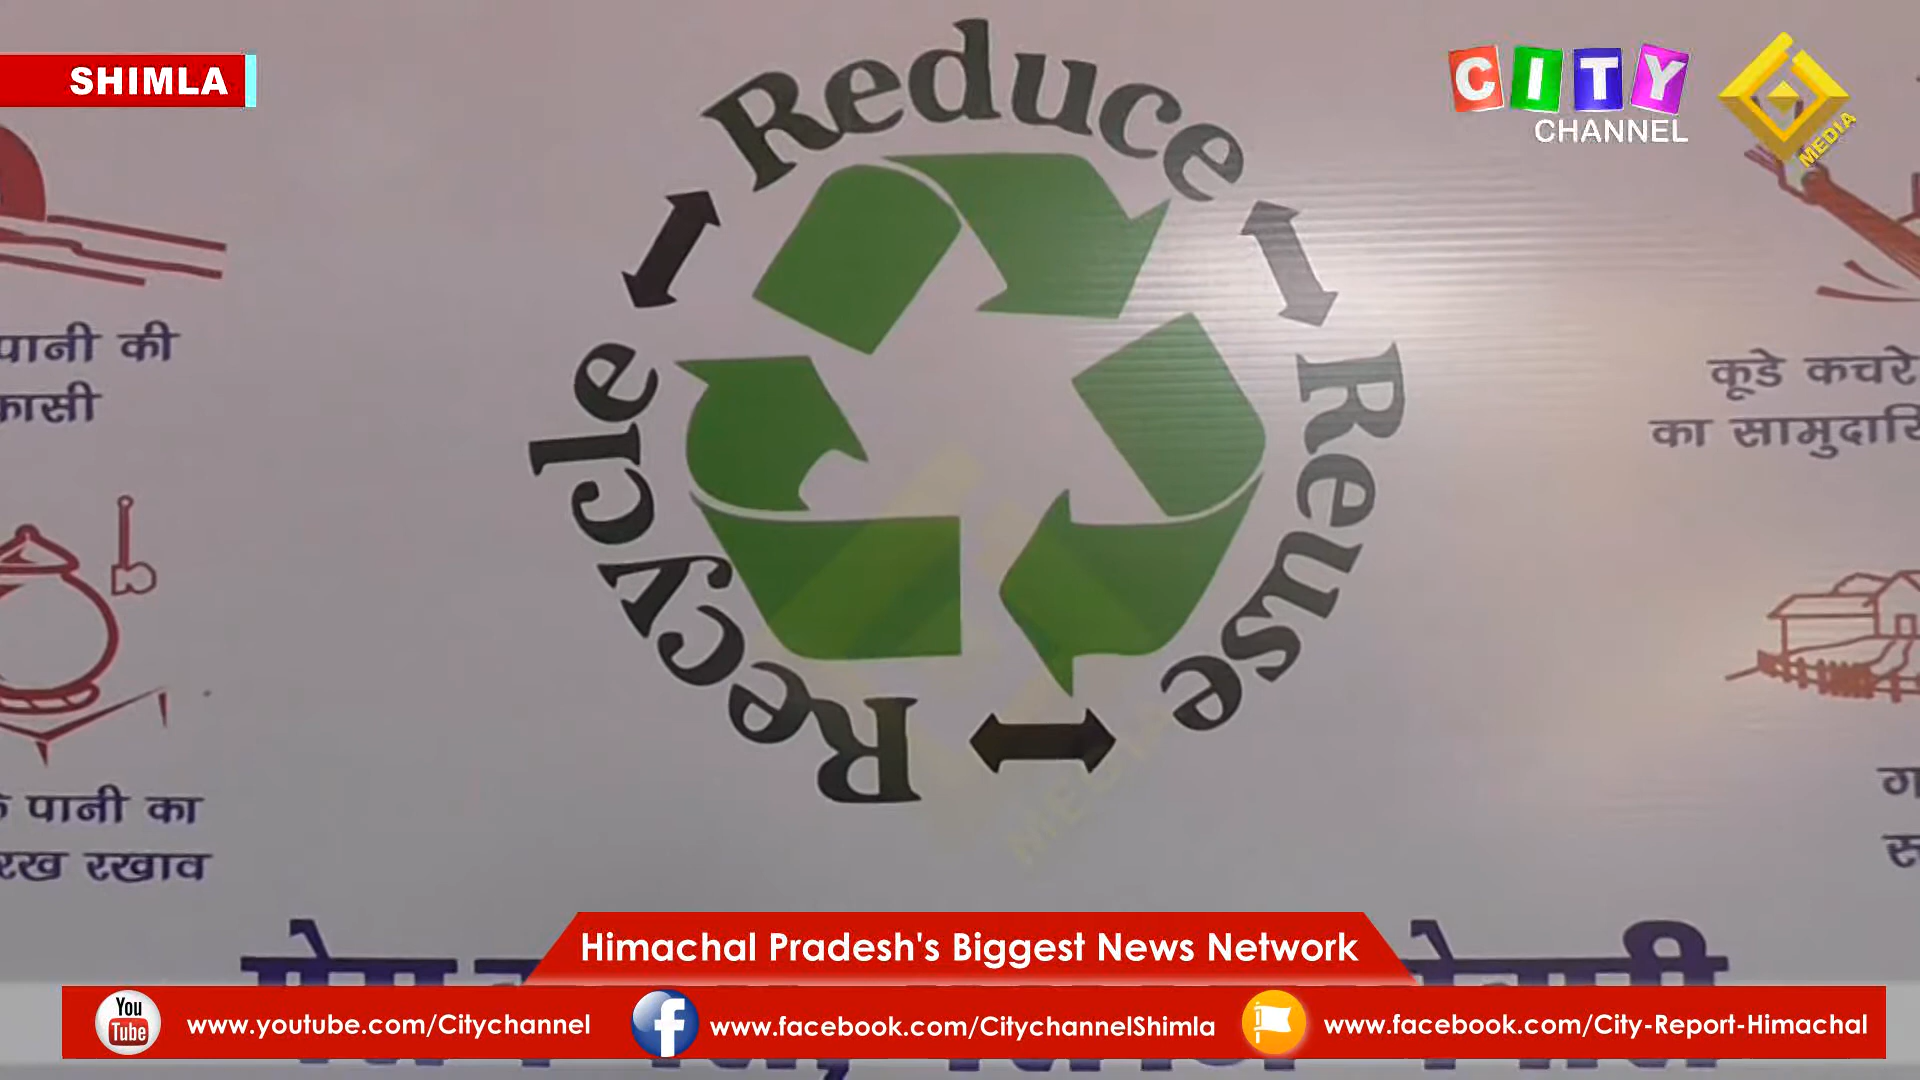 SHIMLA
CITY
CHANNEL
MEDIA
Reduce
Reuse
Recycle
पानी की
कासी
कूडे कचरे
का
पानी का
रख रखाव
MEDIA
Himachal Pradesh's Biggest News Network
You
Tube
www.youtube.com/Citychannel
www.facebook.com/CitychannelShimla
www.facebook.com/City-Report-Himachal